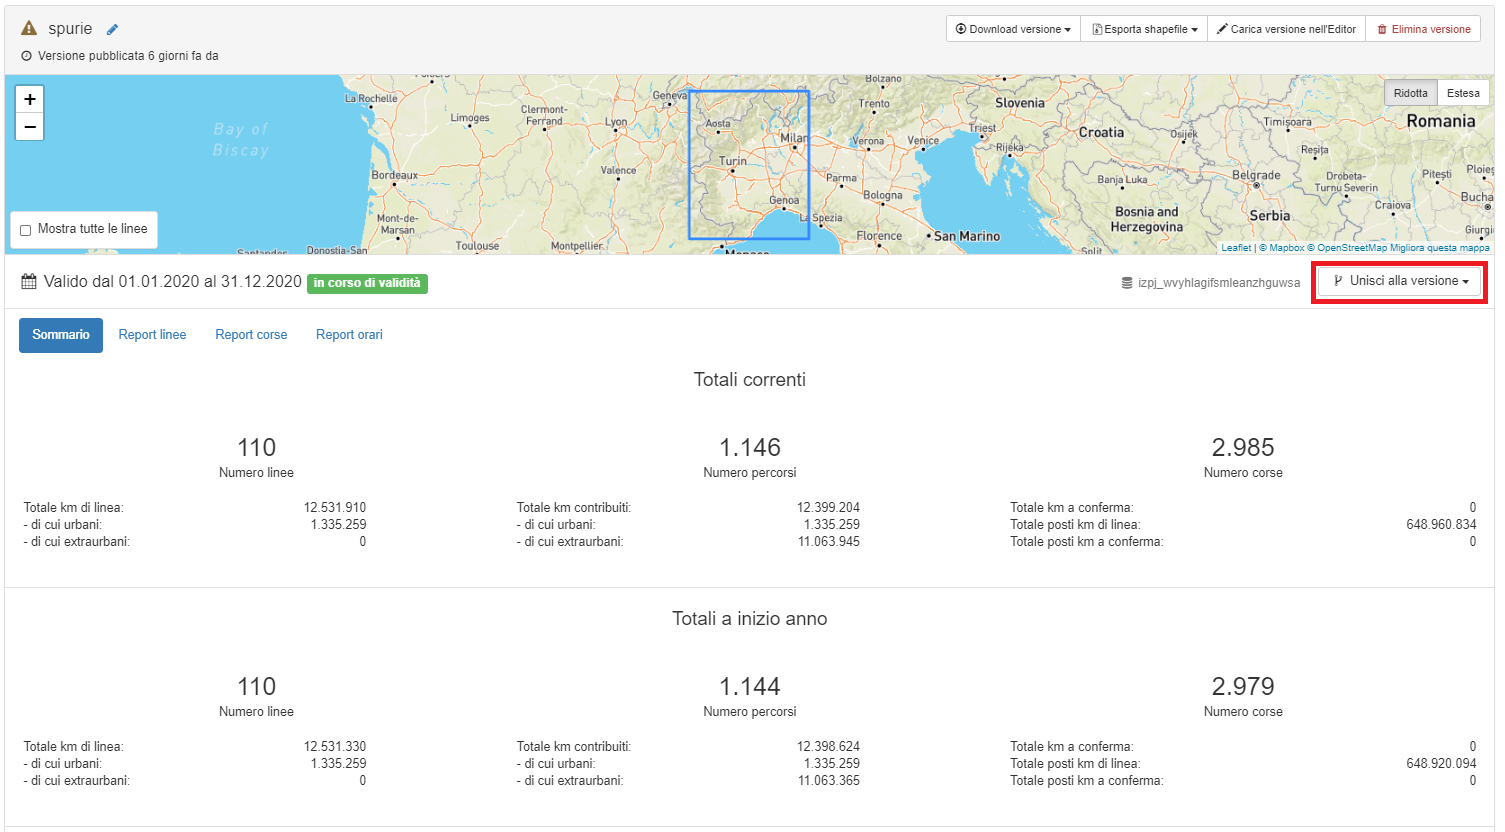 spurie
Download versione
Esporta shapefile
Carica versione nell'Editor
Elimina versione
Versione pubblicata 6 giorni fa da
+
−
Ridotta
Estesa
Bay of
Biscay
La Rochelle
Limoges
Clermont-
Ferrand
Lyon
Geneva
Bolzano
Trento
Aosta
Milan
Verona
Venice
Triest
Slovenia
Rijeka
Croatia
Osijek
Timișoara
Romania
Reșița
Bordeaux
Valence
Turin
Parma
Bologna
Genoa
La Spezia
Florence
San Marino
Banja Luka
Bosnia and
Herzegovina
Belgrade
Serbia
Drobeta-
Turnu Severin
Pitești
Ploie
Craiova
Bucha
Giurgi
Split
Mont-de-
Marsan
Toulouse
Montpellier
Santander
Donostia-San
Monaco
Mostra tutte le linee
Leaflet | © Mapbox © OpenStreetMap Migliora questa mappa
Valido dal 01.01.2020 al 31.12.2020 in corso di validità
izpj_wvyhlagifsmleanzhguwsa
Unisci alla versione
Sommario
Report linee
Report corse
Report orari
Totali correnti
110
Numero linee
1.146
Numero percorsi
2.985
Numero corse
Totale km di linea: 12.531.910
- di cui urbani: 1.335.259
- di cui extraurbani: 0
Totale km contribuiti: 12.399.204
- di cui urbani: 1.335.259
- di cui extraurbani: 11.063.945
Totale km a conferma: 0
Totale posti km di linea: 648.960.834
Totale posti km a conferma: 0
Totali a inizio anno
110
Numero linee
1.144
Numero percorsi
2.979
Numero corse
Totale km di linea: 12.531.330
- di cui urbani: 1.335.259
- di cui extraurbani: 0
Totale km contribuiti: 12.398.624
- di cui urbani: 1.335.259
- di cui extraurbani: 11.063.365
Totale km a conferma: 0
Totale posti km di linea: 648.920.094
Totale posti km a conferma: 0